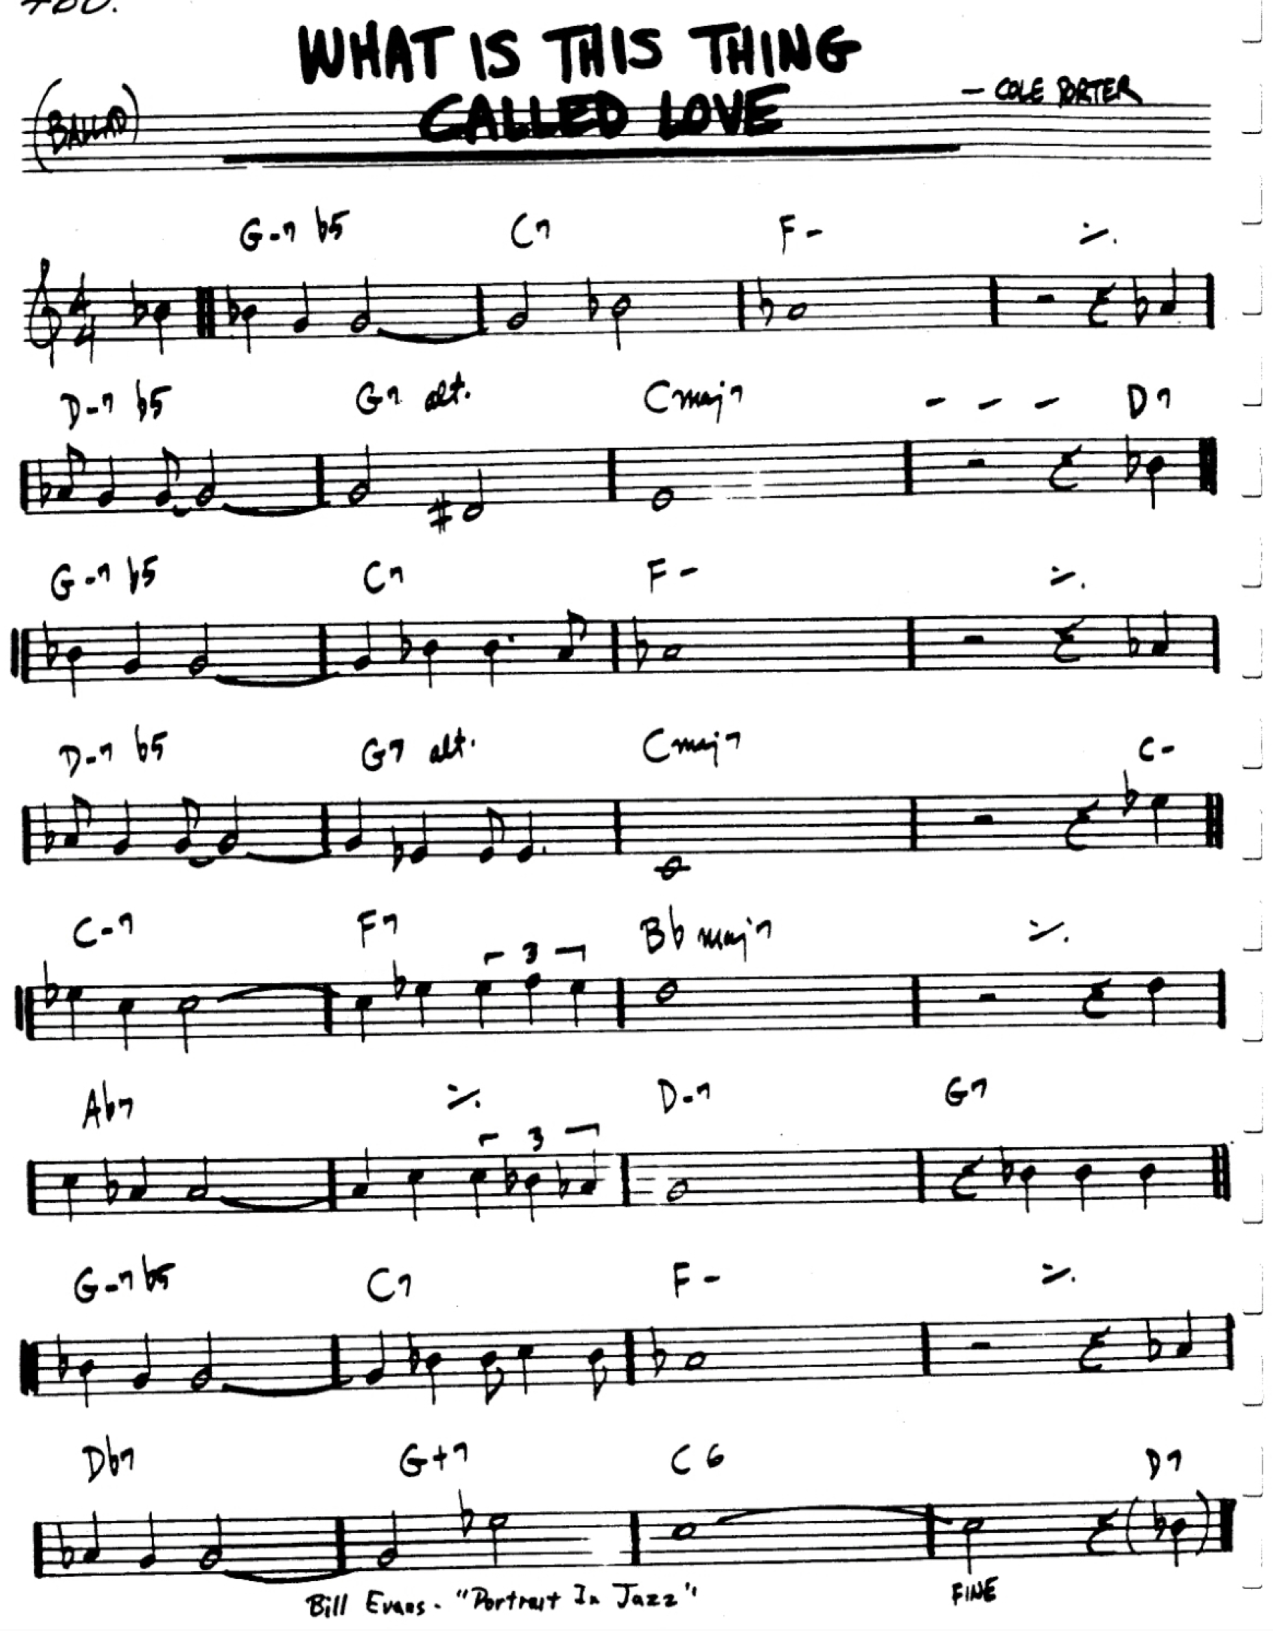 460.
WHAT IS THIS THING
CALLED LOVE
— COLE PORTER
(BALLAD)
G-7 b5 C7 F- ٪
D-7 b5 G7 alt. Cmaj7 - - - D7
G-7 b5 C7 F- ٪
D-7 b5 G7 alt. Cmaj7 C-
C-7 F7 Bb maj7 ٪
3
Ab7 ٪ D-7 G7
3
G-7 b5 C7 F- ٪
Db7 G+7 C6 D7
Bill Evans - "Portrait In Jazz" FINE